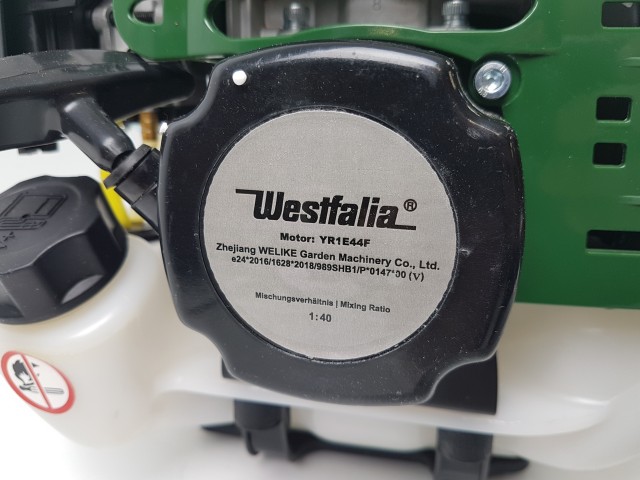 Westfalia®
Motor: YR1E44F
Zhejiang WELIKE Garden Machinery Co., Ltd.
e24*2016/1628*2018/989SHB1/P*0147*00 (V)
Mischungsverhältnis | Mixing Ratio
1:40